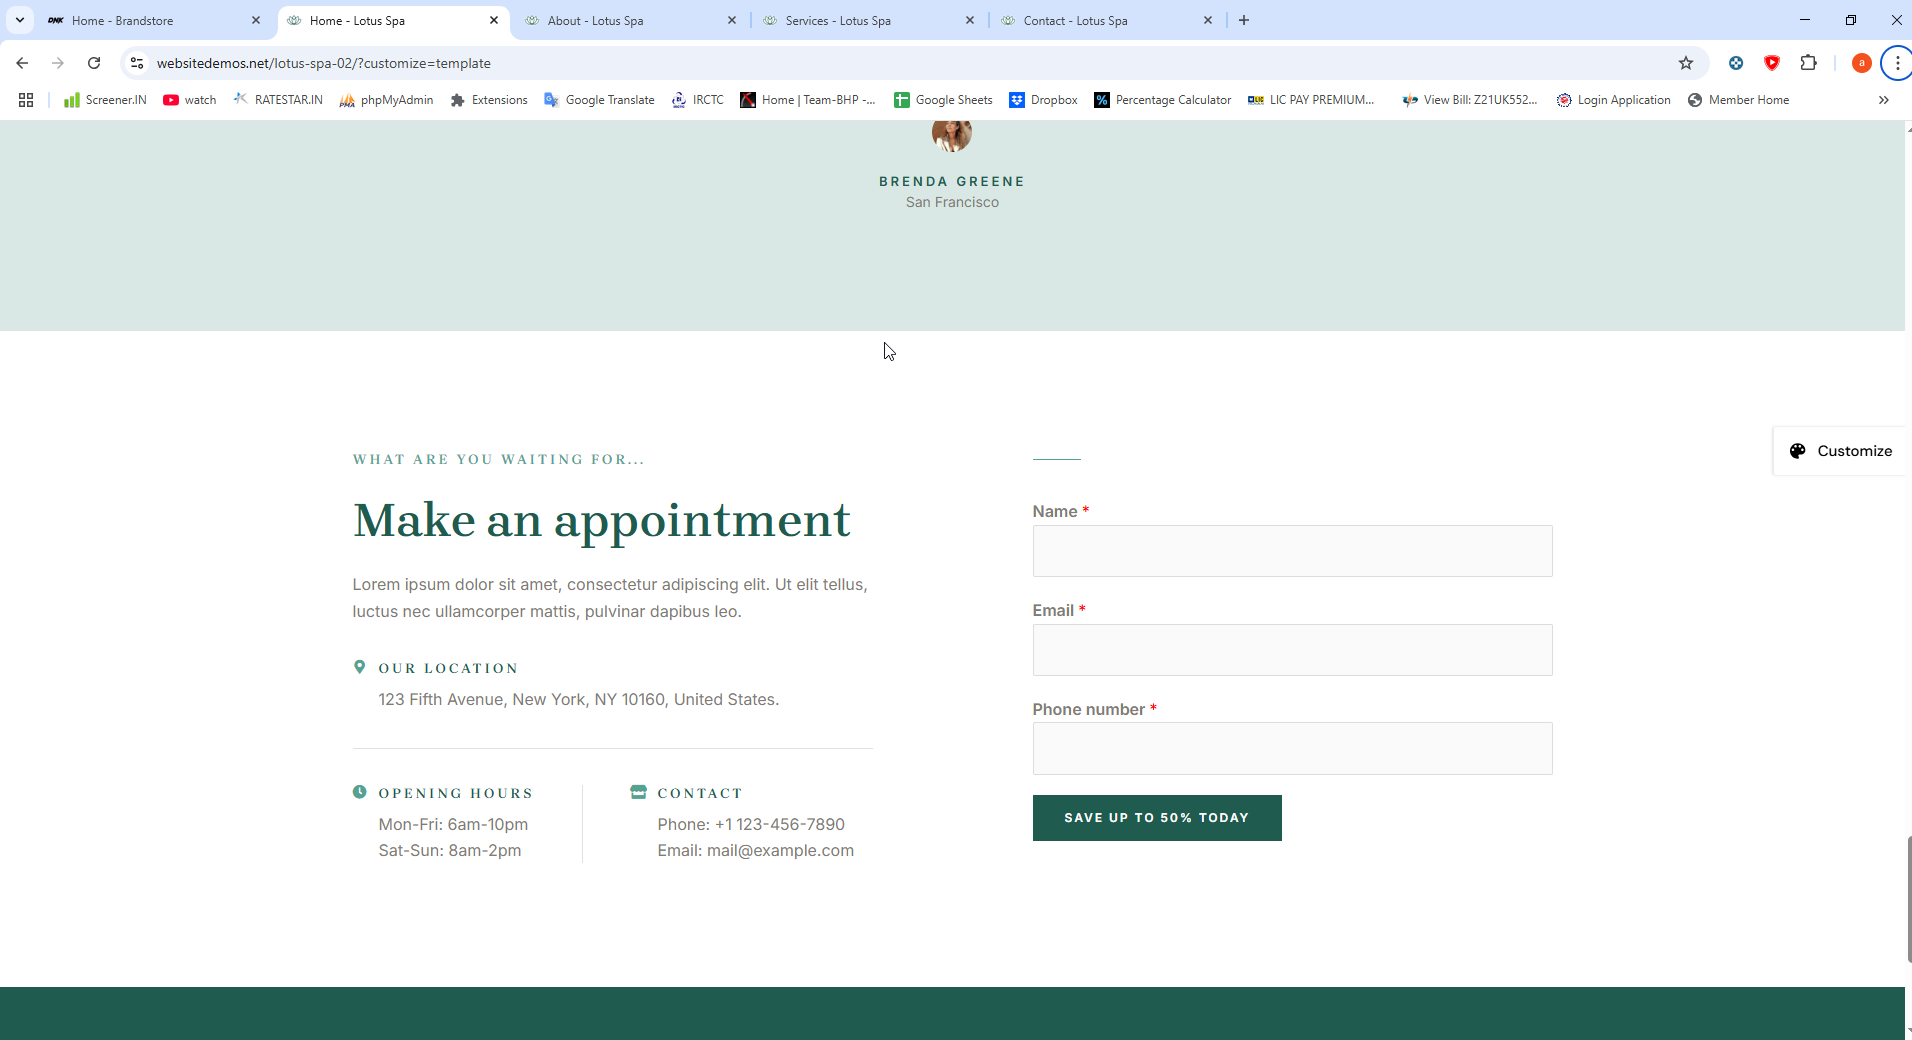 DNK Home - Brandstore
Home - Lotus Spa
About - Lotus Spa
Services - Lotus Spa
Contact - Lotus Spa
websitedemos.net/lotus-spa-02/?customize=template
a
Screener.IN
watch
RATESTAR.IN
PMA phpMyAdmin
Extensions
Google Translate
IRCTC
Home | Team-BHP -...
Google Sheets
Dropbox
% Percentage Calculator
LIC LIC PAY PREMIUM...
View Bill: Z21UK552...
Login Application
Member Home
BRENDA GREENE
San Francisco
Customize
WHAT ARE YOU WAITING FOR...
Make an appointment
Lorem ipsum dolor sit amet, consectetur adipiscing elit. Ut elit tellus,
luctus nec ullamcorper mattis, pulvinar dapibus leo.
OUR LOCATION
123 Fifth Avenue, New York, NY 10160, United States.
OPENING HOURS
Mon-Fri: 6am-10pm
Sat-Sun: 8am-2pm
CONTACT
Phone: +1 123-456-7890
Email: mail@example.com
Name *
Email *
Phone number *
SAVE UP TO 50% TODAY